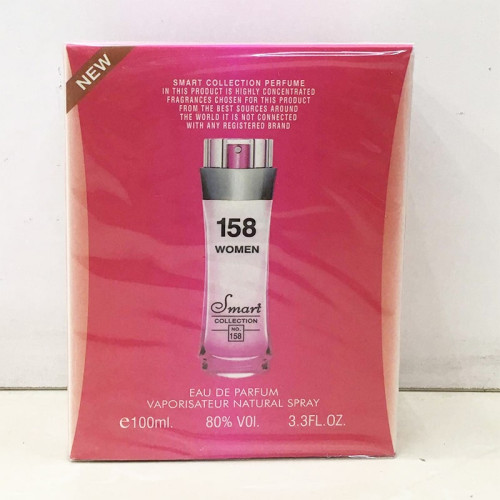 NEW
SMART COLLECTION PERFUME
IN THIS PRODUCT IS HIGHLY CONCENTRATED
FRAGRANCES CHOSEN FOR THIS PRODUCT
FROM THE BEST SOURCES AROUND
THE WORLD IT IS NOT CONNECTED
WITH ANY REGISTERED BRAND
158
WOMEN
Smart
COLLECTION
NO.
158
EAU DE PARFUM
VAPORISATEUR NATURAL SPRAY
e100ml. 80% VOl. 3.3FL.OZ.